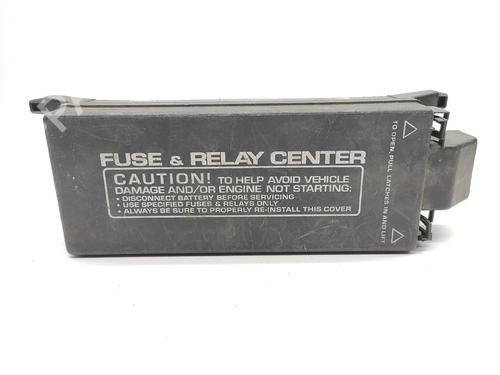 FUSE & RELAY CENTER
CAUTION! TO HELP AVOID VEHICLE
DAMAGE AND/OR ENGINE NOT STARTING:
• DISCONNECT BATTERY BEFORE SERVICING
• USE SPECIFIED FUSES & RELAYS ONLY
• ALWAYS BE SURE TO PROPERLY RE-INSTALL THIS COVER
TO OPEN, PULL LATCHES IN AND LIFT